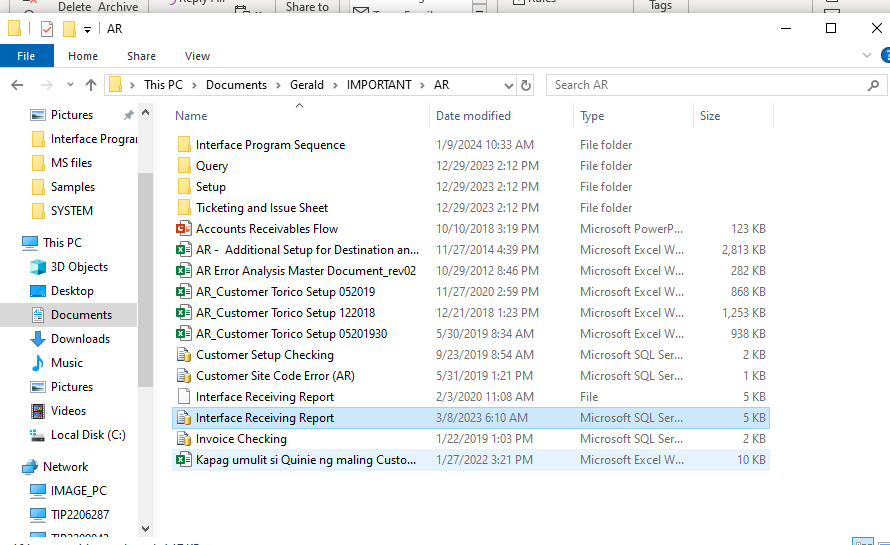 DELETE Archive
Share to
Rules
Tags
AR
File Home Share View
This PC Documents Gerald IMPORTANT AR
Search AR
Pictures
Interface Progran
MS files
Samples
SYSTEM
This PC
3D Objects
Desktop
Documents
Downloads
Music
Pictures
Videos
Local Disk (C:)
Network
IMAGE_PC
TIP2206287
Name Date modified Type Size
Interface Program Sequence 1/9/2024 10:33 AM File folder
Query 12/29/2023 2:12 PM File folder
Setup 12/29/2023 2:12 PM File folder
Ticketing and Issue Sheet 12/29/2023 2:12 PM File folder
Accounts Receivables Flow 10/10/2018 3:19 PM Microsoft PowerP... 123 KB
AR - Additional Setup for Destination an... 11/27/2014 4:39 PM Microsoft Excel W... 2,813 KB
AR Error Analysis Master Document_rev02 10/29/2012 8:46 PM Microsoft Excel W... 282 KB
AR_Customer Torico Setup 052019 11/27/2020 2:59 PM Microsoft Excel W... 868 KB
AR_Customer Torico Setup 122018 12/21/2018 1:23 PM Microsoft Excel W... 1,253 KB
AR_Customer Torico Setup 05201930 5/30/2019 8:34 AM Microsoft Excel W... 938 KB
Customer Setup Checking 9/23/2019 8:54 AM Microsoft SQL Ser... 2 KB
Customer Site Code Error (AR) 5/31/2019 1:21 PM Microsoft SQL Ser... 1 KB
Interface Receiving Report 2/3/2020 11:08 AM File 5 KB
Interface Receiving Report 3/8/2023 6:10 AM Microsoft SQL Ser... 5 KB
Invoice Checking 1/22/2019 1:03 PM Microsoft SQL Ser... 2 KB
Kapag umulit si Quinie ng maling Custo... 1/27/2022 3:21 PM Microsoft Excel W... 10 KB